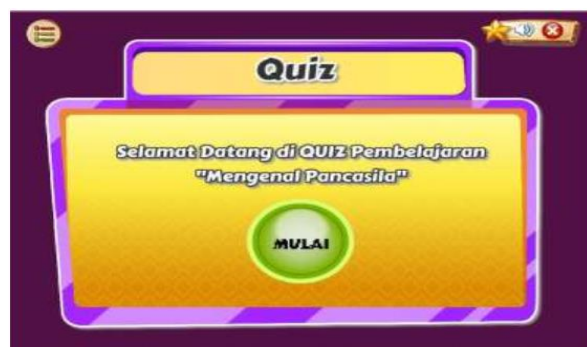 Quiz
Selamat Datang di QUIZ Pembelajaran
"Mengenal Pancasila"
MULAI